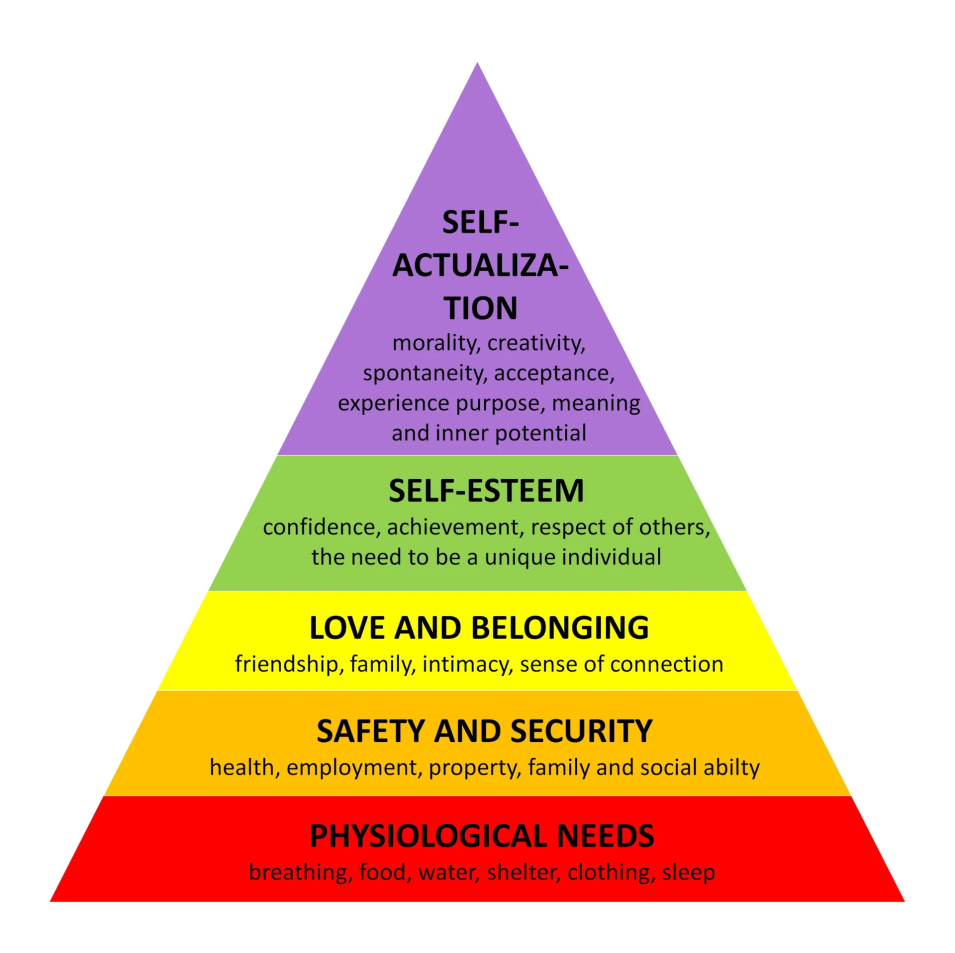 SELF-
ACTUALIZA-
TION
morality, creativity,
spontaneity, acceptance,
experience purpose, meaning
and inner potential
SELF-ESTEEM
confidence, achievement, respect of others,
the need to be a unique individual
LOVE AND BELONGING
friendship, family, intimacy, sense of connection
SAFETY AND SECURITY
health, employment, property, family and social abilty
PHYSIOLOGICAL NEEDS
breathing, food, water, shelter, clothing, sleep